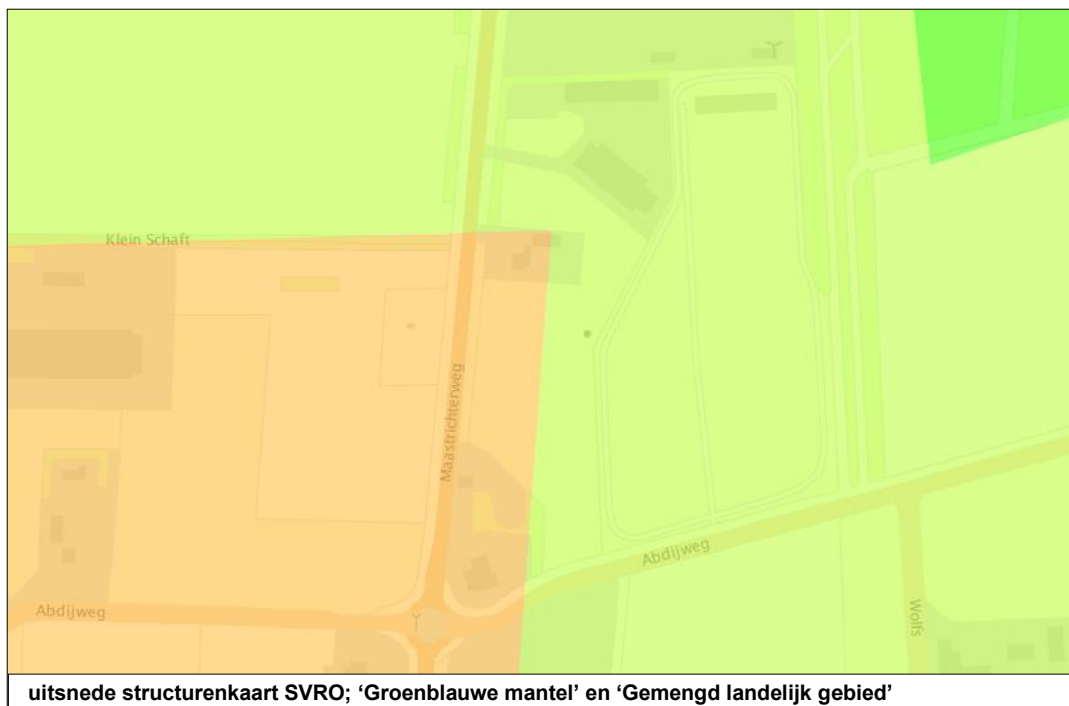 Klein Schaft
Maastrichterweg
Abdijweg
Abdijweg
Wolfs
uitsnede structurenkaart SVRO; ‘Groenblauwe mantel’ en ‘Gemengd landelijk gebied’